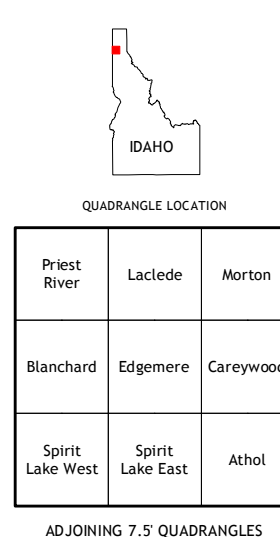 IDAHO
QUADRANGLE LOCATION
Priest
River
Laclede
Morton
Blanchard
Edgemere
Careywood
Spirit
Lake West
Spirit
Lake East
Athol
ADJOINING 7.5' QUADRANGLES